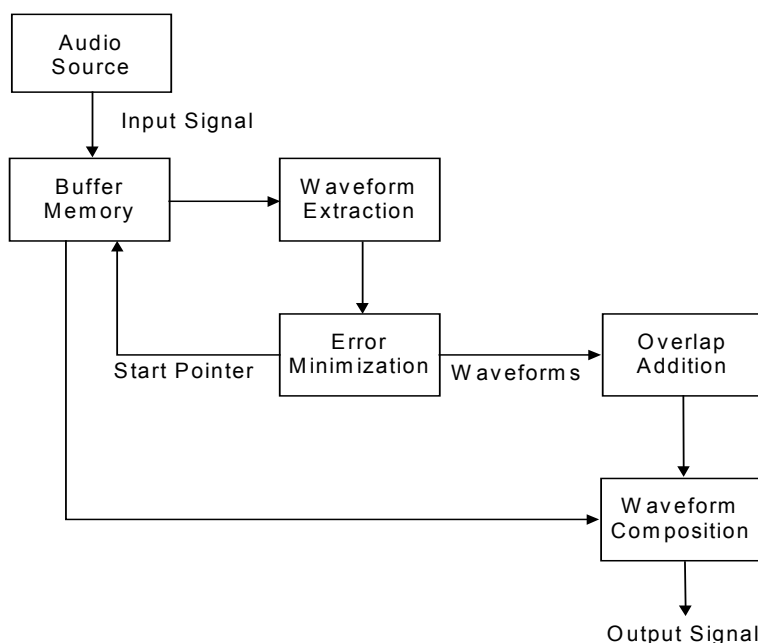 Audio
Source
Input Signal
Buffer
Memory
Waveform
Extraction
Error
Minimization
Overlap
Addition
Start Pointer
Waveforms
Waveform
Composition
Output Signal